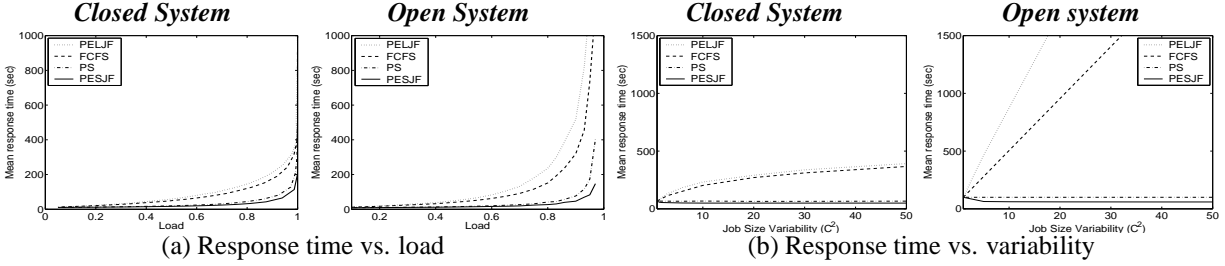 Closed System
Open System
Closed System
Open system
1000
800
600
400
200
0
Mean response time (sec)
PELJF
FCFS
PS
PESJF
0
0.2
0.4
0.6
0.8
1
Load
1000
800
600
400
200
0
Mean response time (sec)
PELJF
FCFS
PS
PESJF
0.2
0.4
0.6
0.8
1
Load
1500
1000
500
0
Mean response time (sec)
PELJF
FCFS
PS
PESJF
10
20
30
40
50
Job Size Variability (C²)
1500
1000
500
0
Mean response time (sec)
PELJF
FCFS
PS
PESJF
10
20
30
40
50
Job Size Variability (C²)
(a) Response time vs. load
(b) Response time vs. variability